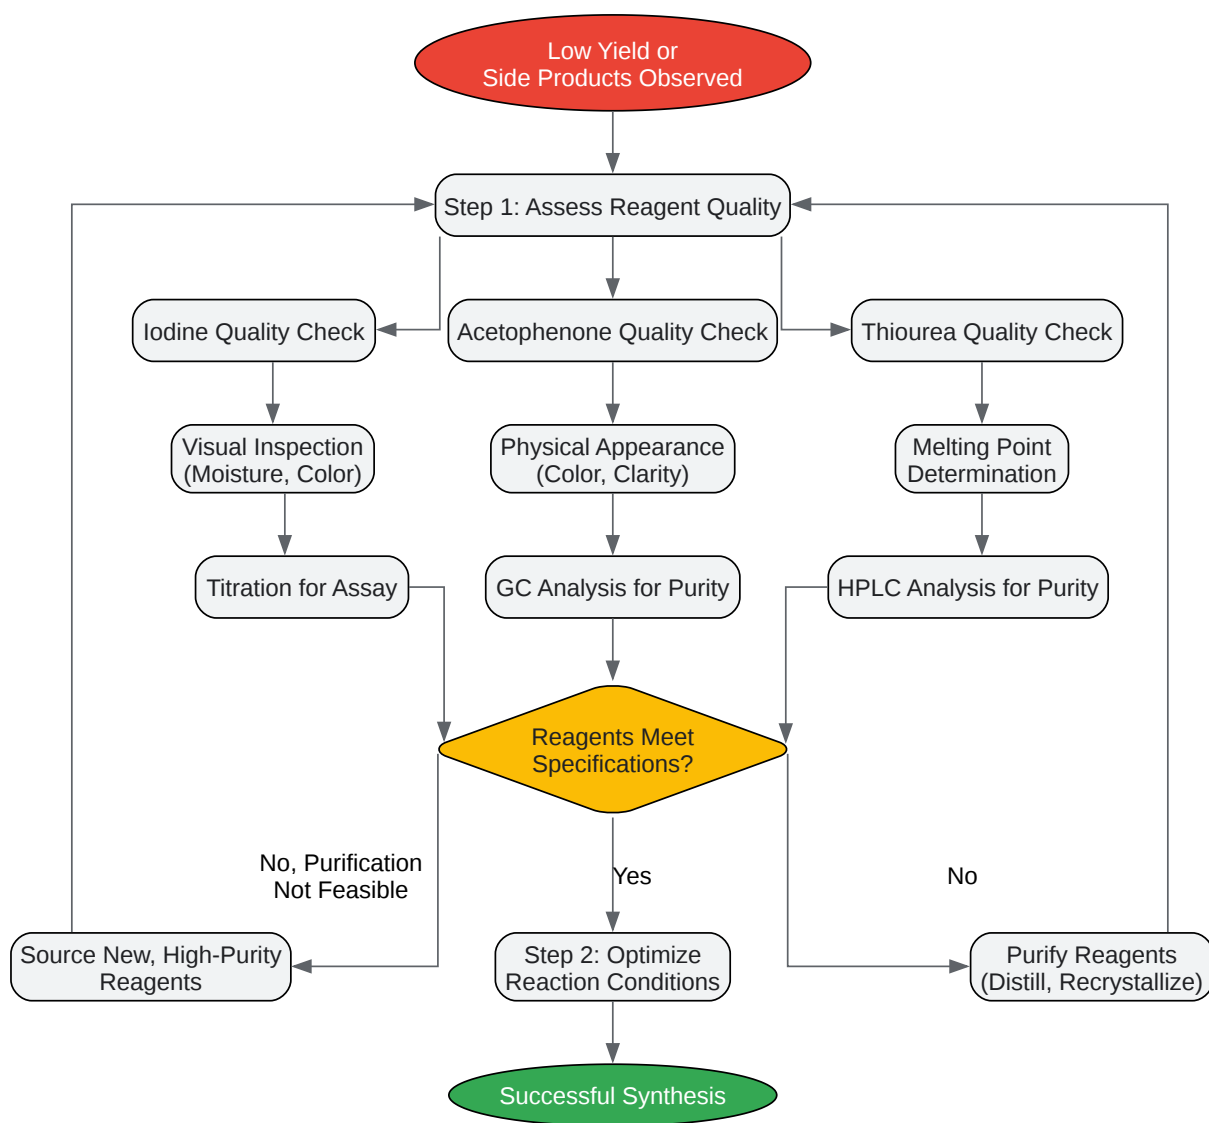 Low Yield or
Side Products Observed
Step 1: Assess Reagent Quality
Iodine Quality Check
Acetophenone Quality Check
Thiourea Quality Check
Visual Inspection
(Moisture, Color)
Physical Appearance
(Color, Clarity)
Melting Point
Determination
Titration for Assay
GC Analysis for Purity
HPLC Analysis for Purity
Reagents Meet
Specifications?
No, Purification
Not Feasible
Yes
No
Source New, High-Purity
Reagents
Step 2: Optimize
Reaction Conditions
Purify Reagents
(Distill, Recrystallize)
Successful Synthesis